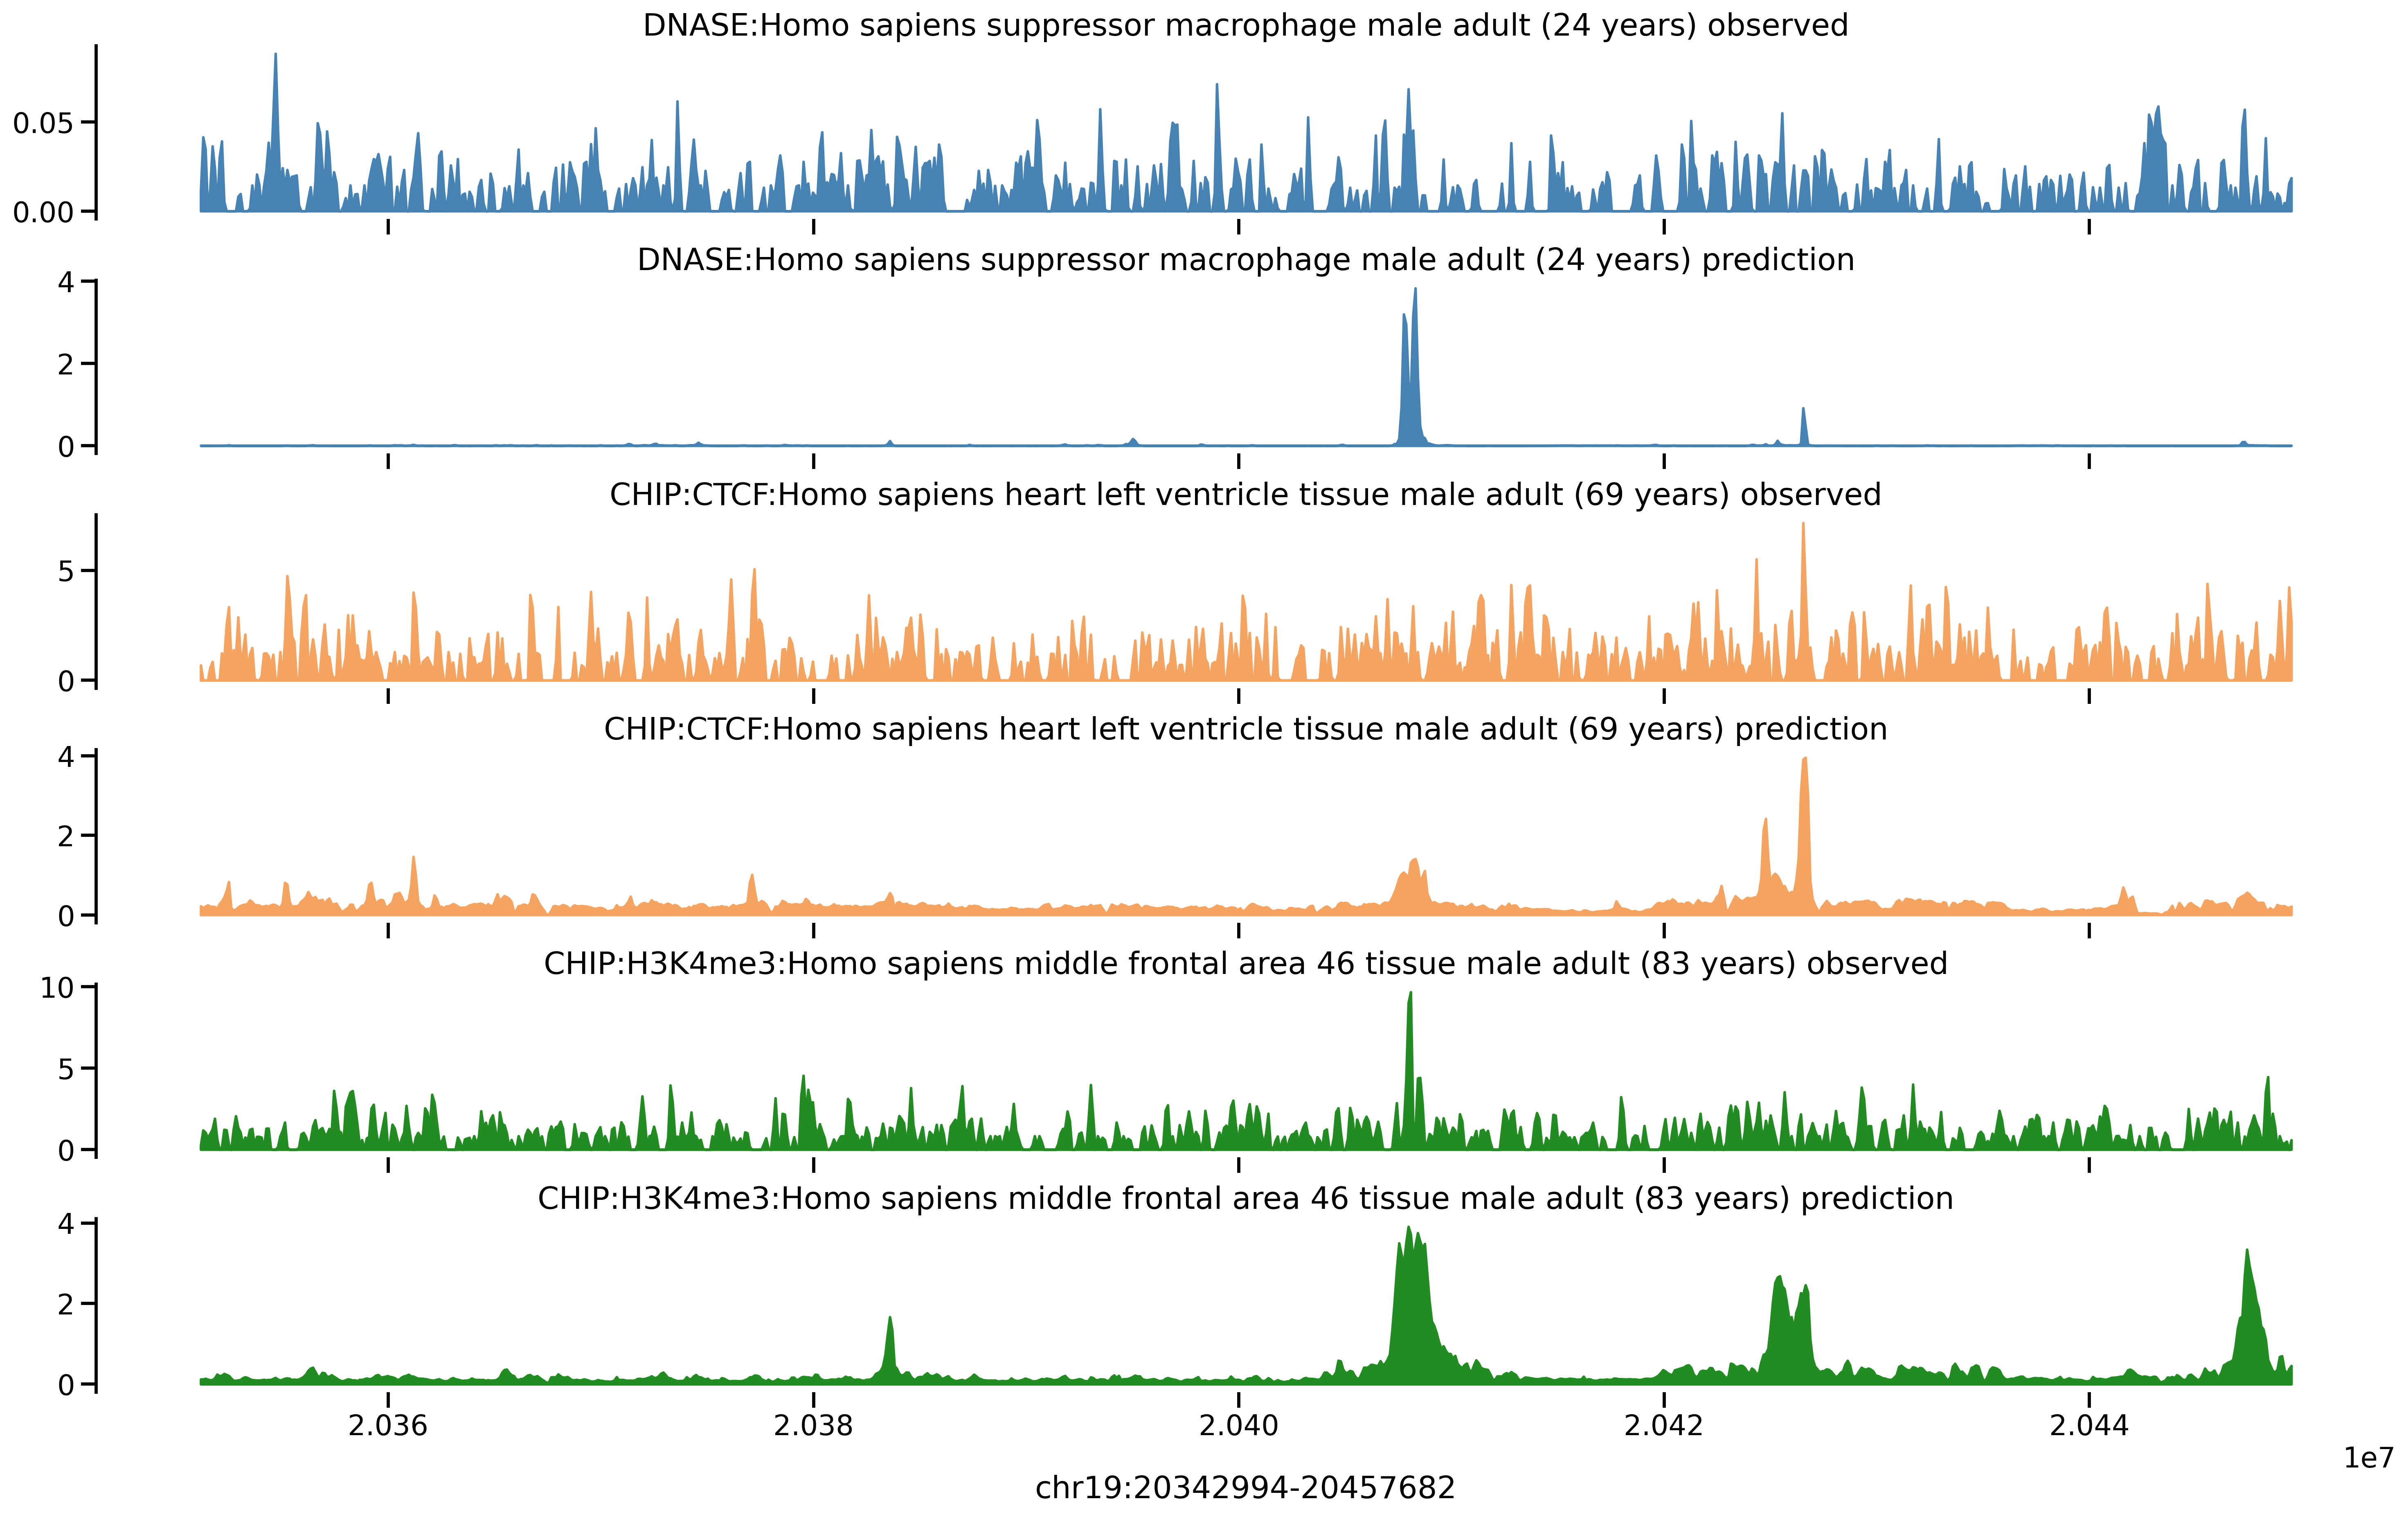 DNASE:Homo sapiens suppressor macrophage male adult (24 years) observed
0.05
0.00
DNASE:Homo sapiens suppressor macrophage male adult (24 years) prediction
4
2
0
CHIP:CTCF:Homo sapiens heart left ventricle tissue male adult (69 years) observed
5
0
CHIP:CTCF:Homo sapiens heart left ventricle tissue male adult (69 years) prediction
4
2
0
CHIP:H3K4me3:Homo sapiens middle frontal area 46 tissue male adult (83 years) observed
10
5
0
CHIP:H3K4me3:Homo sapiens middle frontal area 46 tissue male adult (83 years) prediction
4
2
0
2.036 2.038 2.040 2.042 2.044
1e7
chr19:20342994-20457682